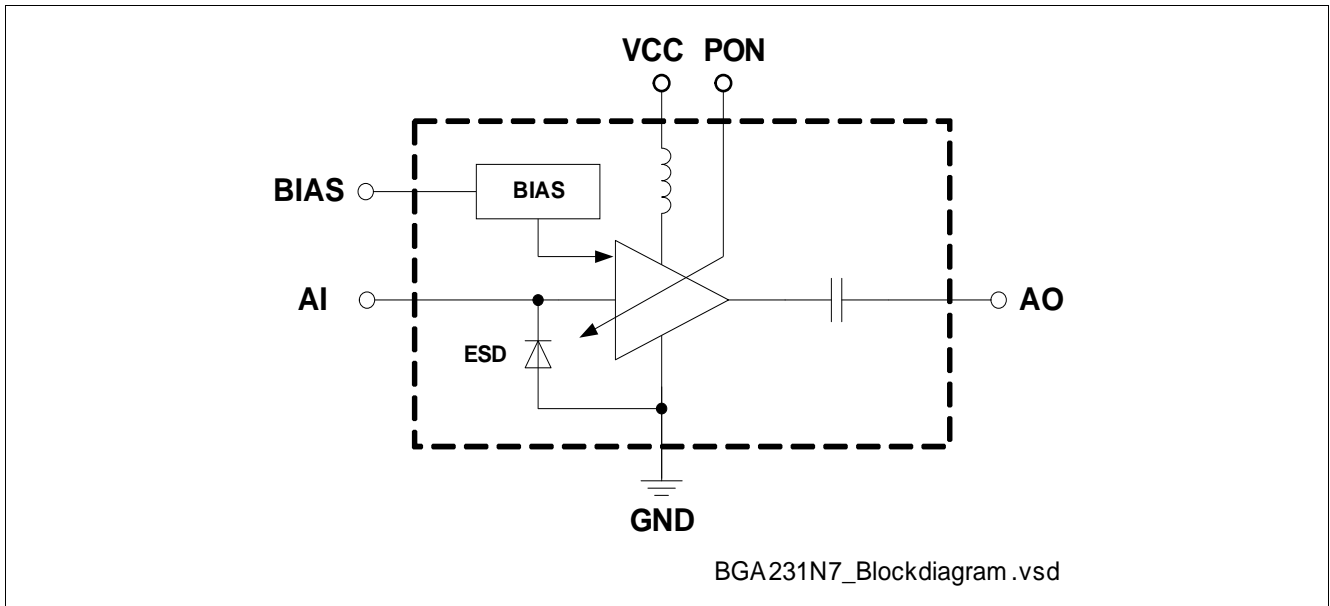 VCC PON
BIAS
BIAS
AI
AO
ESD
GND
BGA231N7_Blockdiagram.vsd